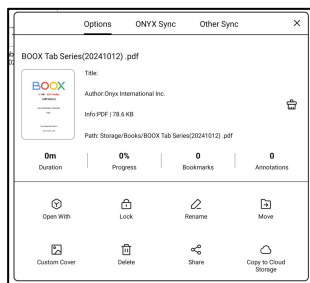 Options
ONYX Sync
Other Sync
BOOX Tab Series(20241012) .pdf
BOOX
Title:
Author:Onyx International Inc.
Info:PDF | 78.6 KB
Path: Storage/Books/BOOX Tab Series(20241012) .pdf
0m
Duration
0%
Progress
0
Bookmarks
0
Annotations
Open With
Lock
Rename
Move
Custom Cover
Delete
Share
Copy to Cloud
Storage